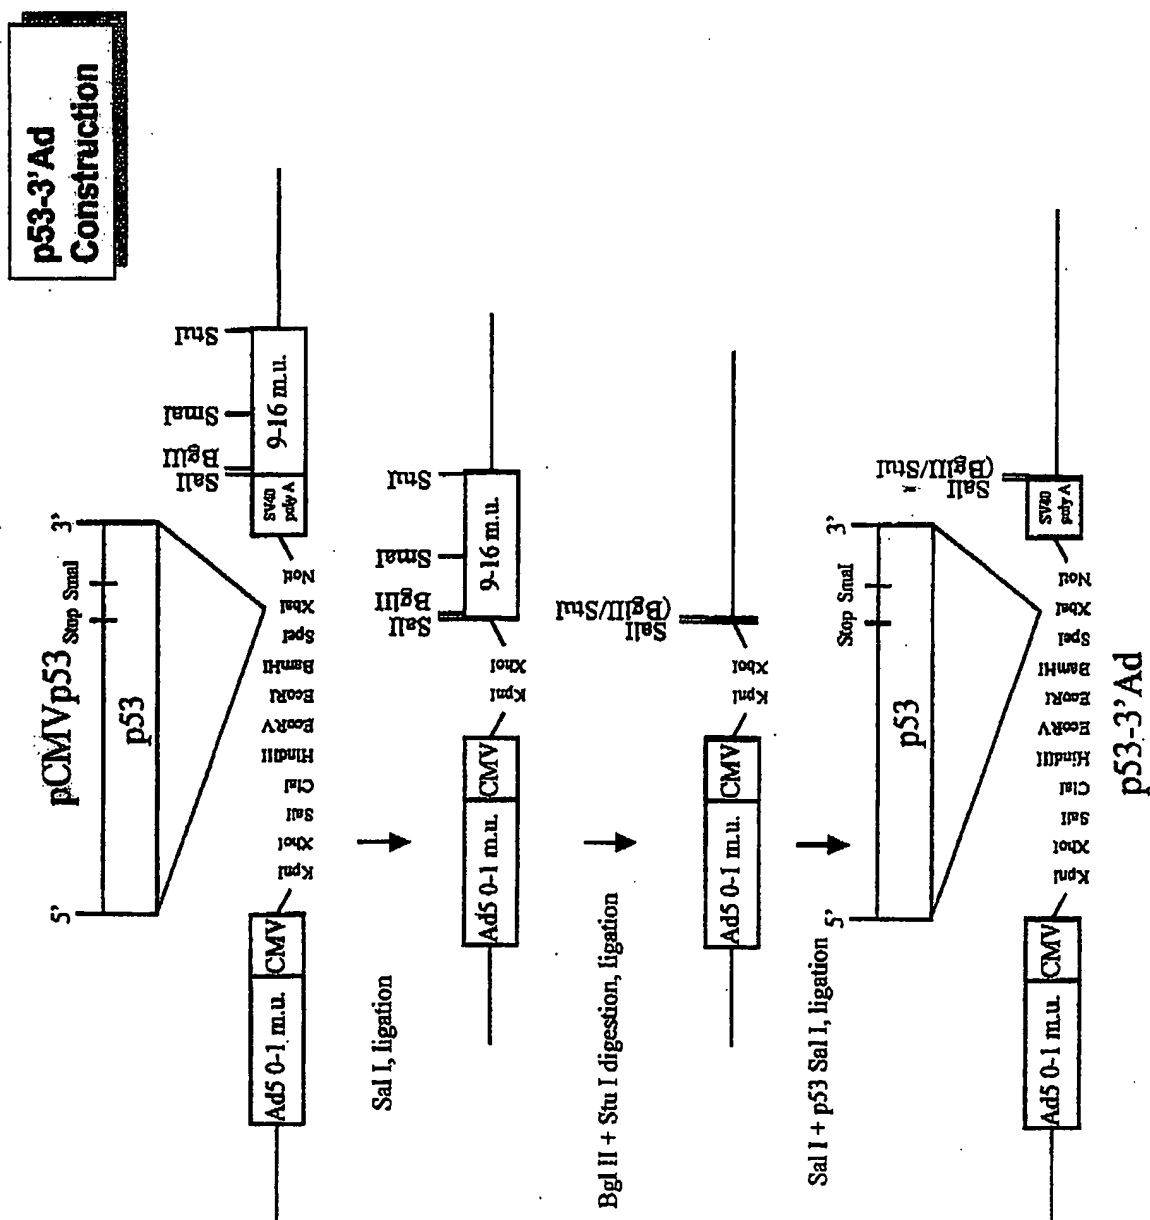 p53-3'Ad
Construction
pCMVp53
5'
3'
Stop SmaI
p53
Ad5 0-1 m.u.
CMV
KpnI
XhoI
SalI
ClaI
HindIII
EcoRV
EcoRI
BamHI
SpeI
XbaI
NotI
SV40
poly A
SalI
BglII
SmaI
StuI
9-16 m.u.
Sal I, ligation
Ad5 0-1 m.u.
CMV
KpnI
XhoI
SalI
BglII
SmaI
StuI
9-16 m.u.
Bgl II + Stu I digestion, ligation
Ad5 0-1 m.u.
CMV
KpnI
XhoI
SalI
(BglII/StuI
Sal I + p53 Sal I, ligation
5'
3'
Stop SmaI
p53
Ad5 0-1 m.u.
CMV
KpnI
XhoI
SalI
ClaI
HindIII
EcoRV
EcoRI
BamHI
SpeI
XbaI
NotI
SV40
poly A
SalI
(BglII/StuI
p53-3'Ad